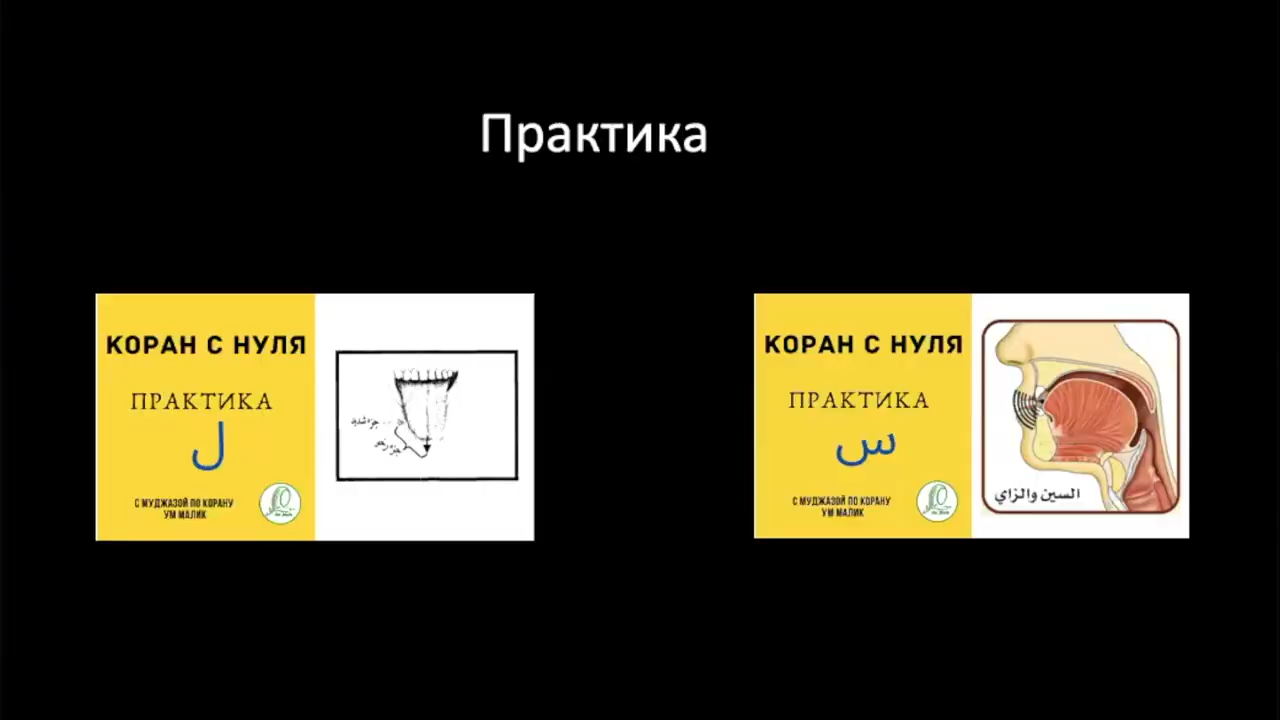 Практика
КОРАН С НУЛЯ
ПРАКТИКА
ل
С МУДЖАЗОЙ ПО КОРАНУ
УМ МАЛИК
КОРАН С НУЛЯ
ПРАКТИКА
س
С МУДЖАЗОЙ ПО КОРАНУ
УМ МАЛИК
السين والزاي